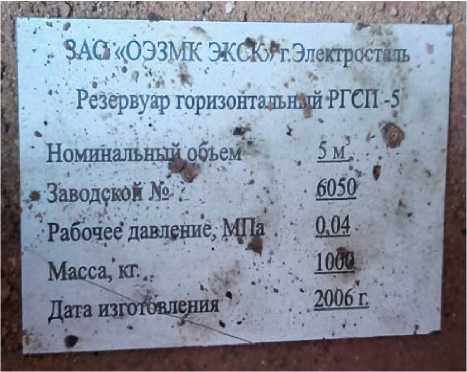 ЗАО «ОЭЗМК ЭКСК» г.Электросталь
Резервуар горизонтальный РГСП -5
Номинальный объем 5 м³
Заводской № 6050
Рабочее давление, МПа 0,04
Масса, кг. 1000
Дата изготовления 2006 г.